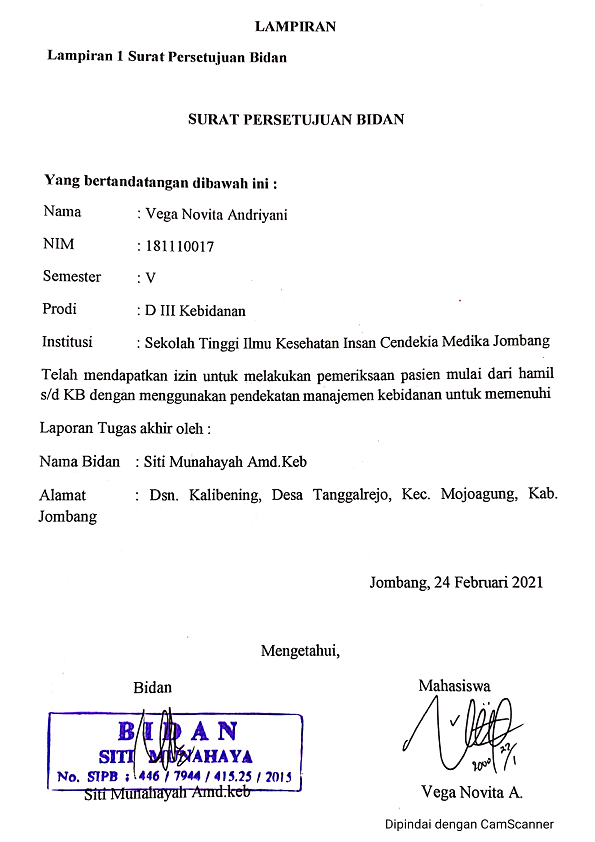 LAMPIRAN
Lampiran 1 Surat Persetujuan Bidan
SURAT PERSETUJUAN BIDAN
Yang bertandatangan dibawah ini :
Nama : Vega Novita Andriyani
NIM : 181110017
Semester : V
Prodi : D III Kebidanan
Institusi : Sekolah Tinggi Ilmu Kesehatan Insan Cendekia Medika Jombang
Telah mendapatkan izin untuk melakukan pemeriksaan pasien mulai dari hamil
s/d KB dengan menggunakan pendekatan manajemen kebidanan untuk memenuhi
Laporan Tugas akhir oleh :
Nama Bidan : Siti Munahayah Amd.Keb
Alamat : Dsn. Kalibening, Desa Tanggalrejo, Kec. Mojoagung, Kab.
Jombang
Jombang, 24 Februari 2021
Mengetahui,
Bidan Mahasiswa
BIDAN
SITI MUNAHAYA
No. SIPB : 446 / 7944 / 415.25 / 2015
Siti Munahayah Amd.keb Vega Novita A.
Dipindai dengan CamScanner